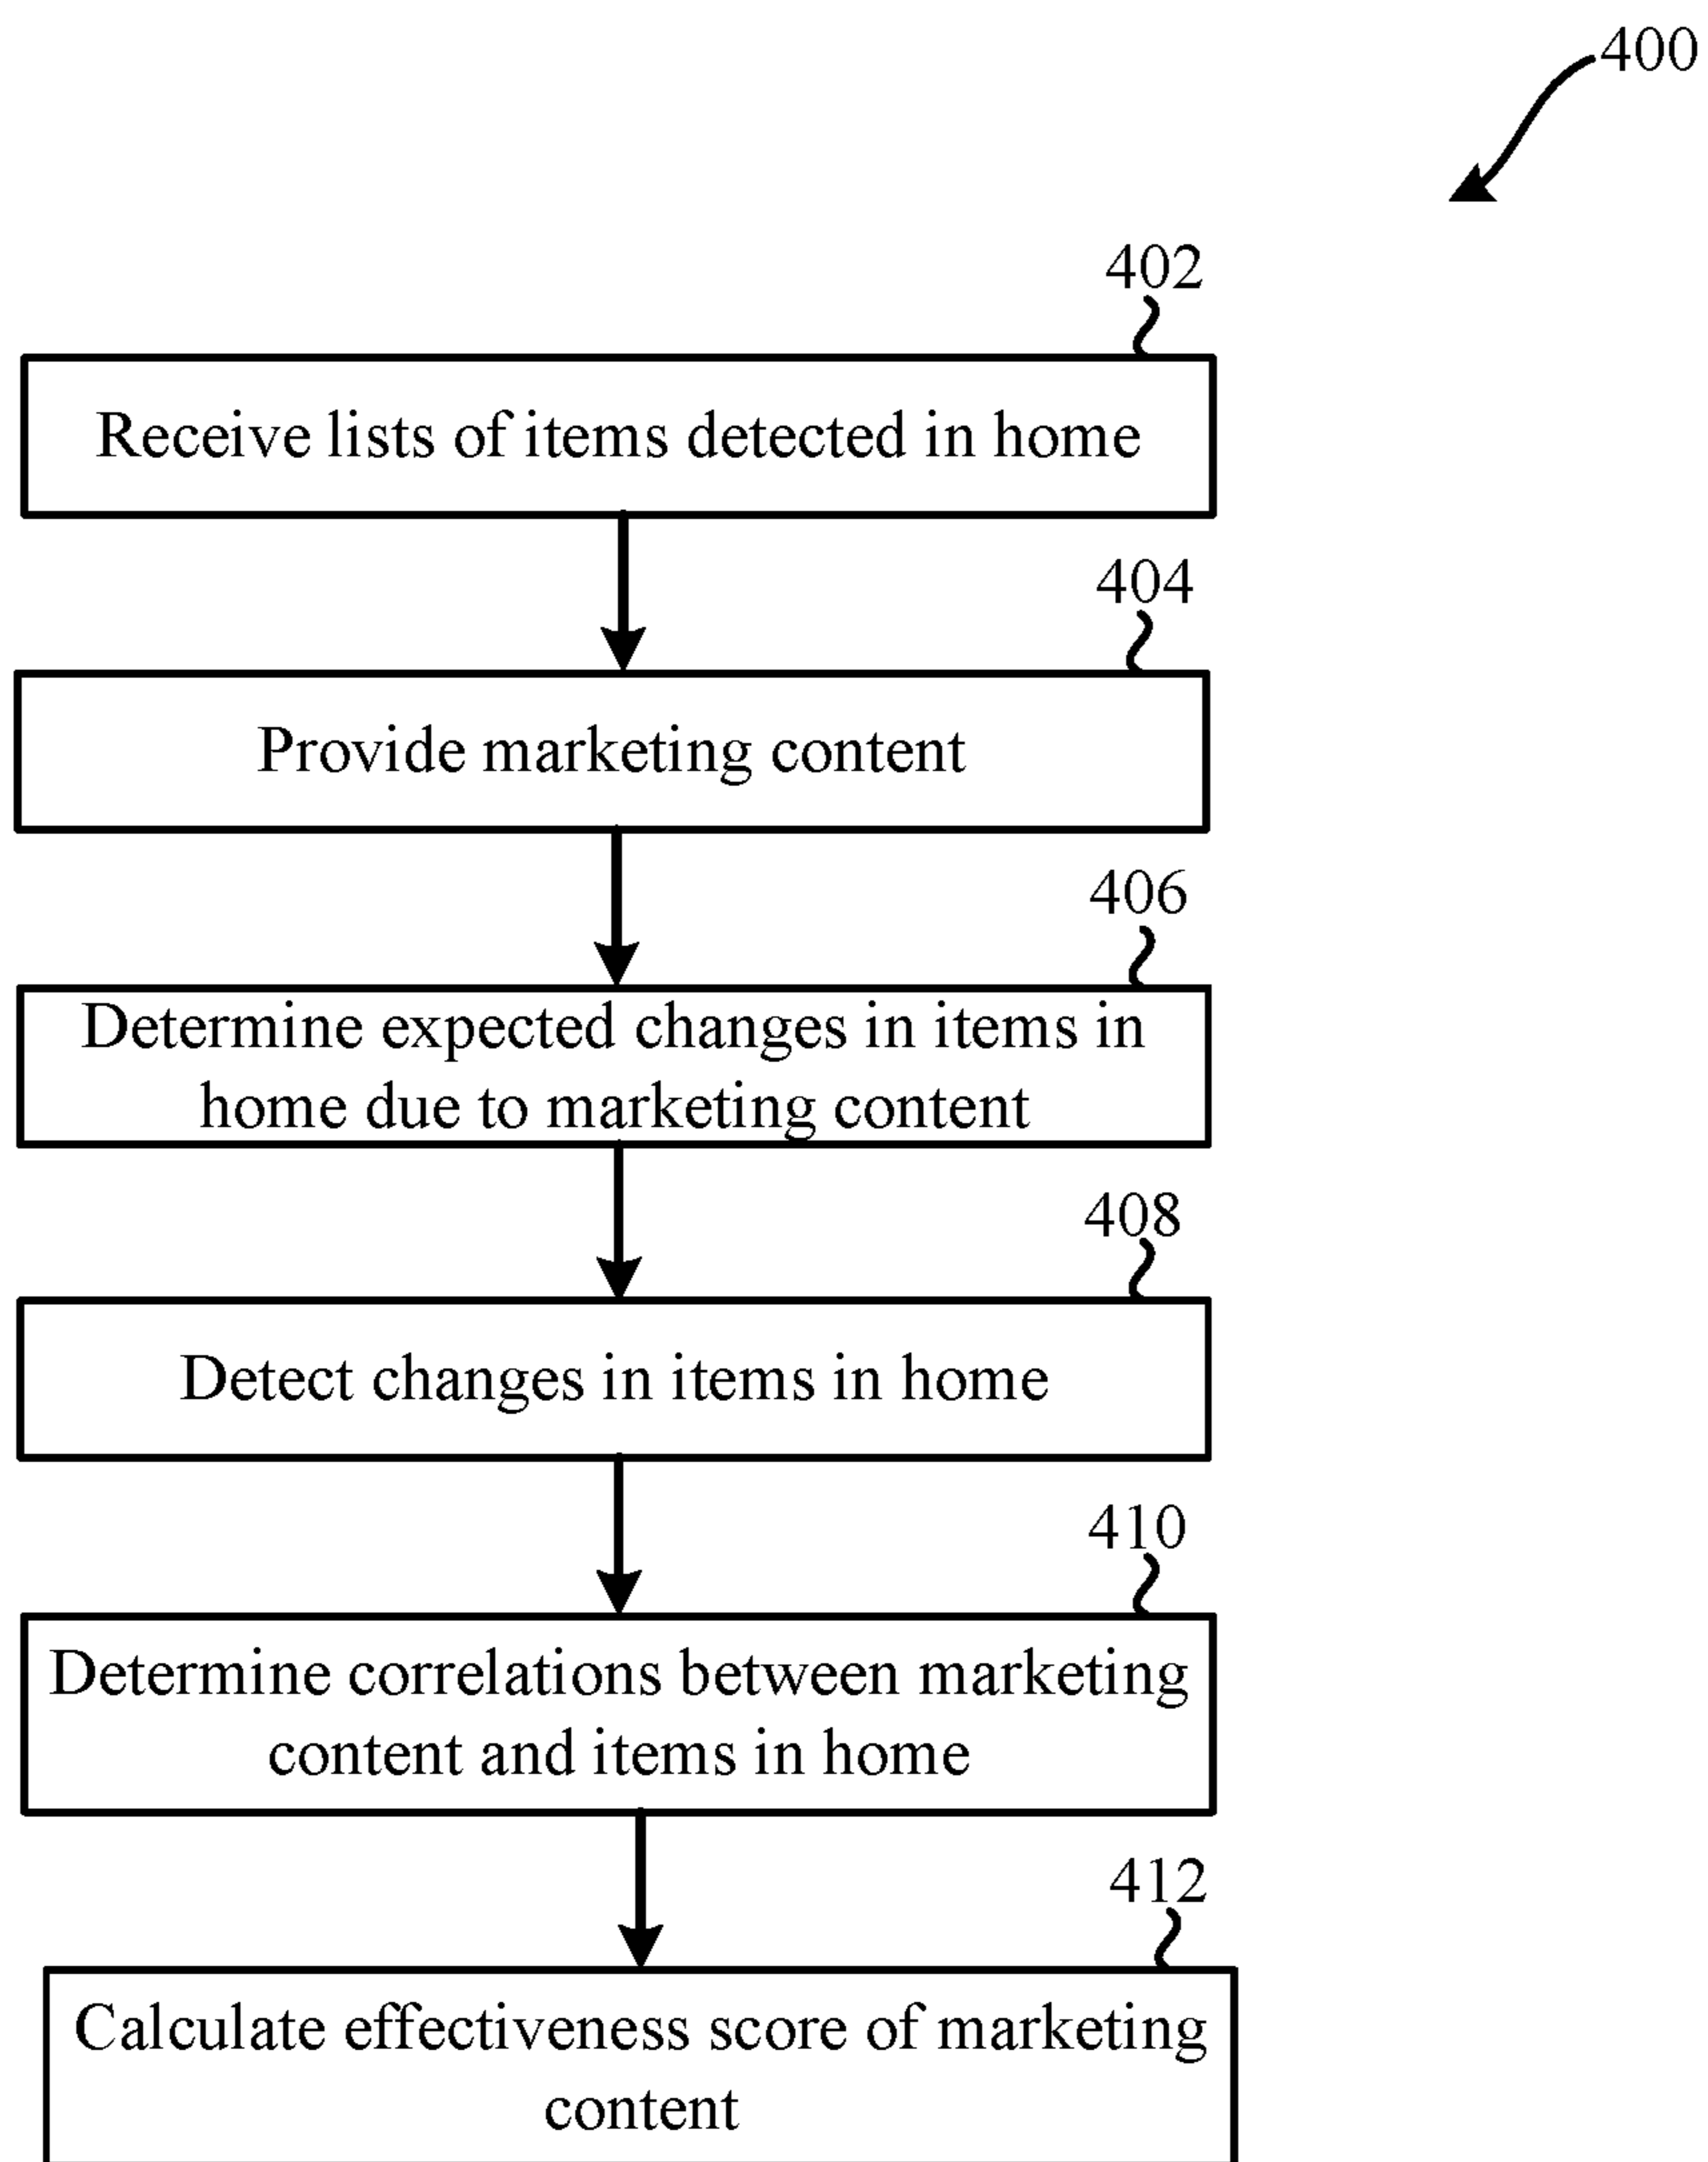 400
402
Receive lists of items detected in home
404
Provide marketing content
406
Determine expected changes in items in
home due to marketing content
408
Detect changes in items in home
410
Determine correlations between marketing
content and items in home
412
Calculate effectiveness score of marketing
content